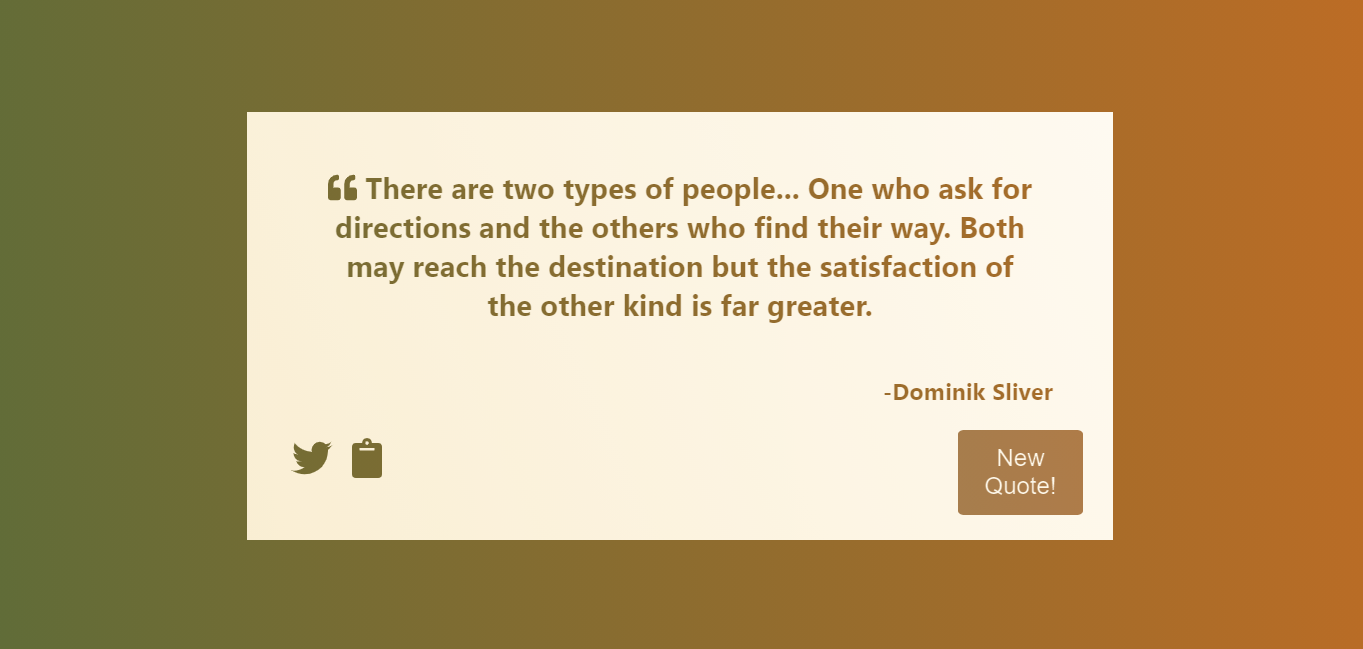 ❝ There are two types of people... One who ask for
directions and the others who find their way. Both
may reach the destination but the satisfaction of
the other kind is far greater.
-Dominik Sliver
New
Quote!